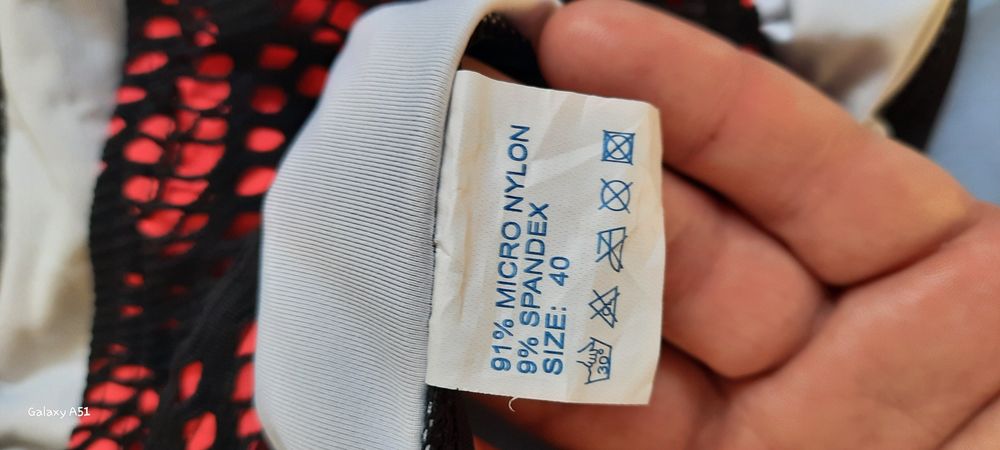 91% MICRO NYLON
9% SPANDEX
SIZE: 40
30°
Galaxy A51